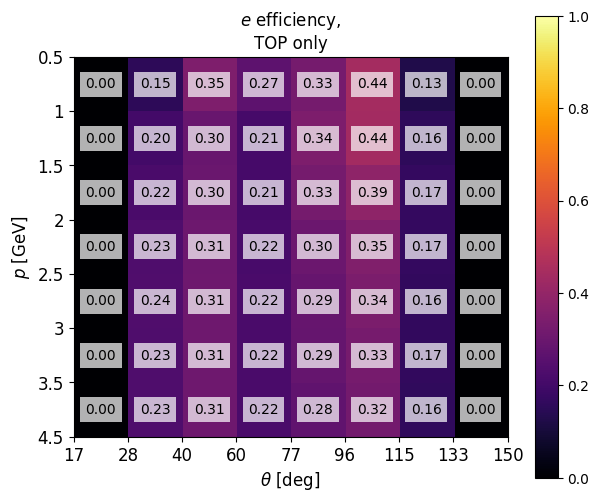 e efficiency,
TOP only
0.5
0.00 0.15 0.35 0.27 0.33 0.44 0.13 0.00
1
0.00 0.20 0.30 0.21 0.34 0.44 0.16 0.00
1.5
0.00 0.22 0.30 0.21 0.33 0.39 0.17 0.00
2
0.00 0.23 0.31 0.22 0.30 0.35 0.17 0.00
2.5
0.00 0.24 0.31 0.22 0.29 0.34 0.16 0.00
3
0.00 0.23 0.31 0.22 0.29 0.33 0.17 0.00
3.5
0.00 0.23 0.31 0.22 0.28 0.32 0.16 0.00
4.5
p [GeV]
17 28 40 60 77 96 115 133 150
θ [deg]
1.0
0.8
0.6
0.4
0.2
0.0